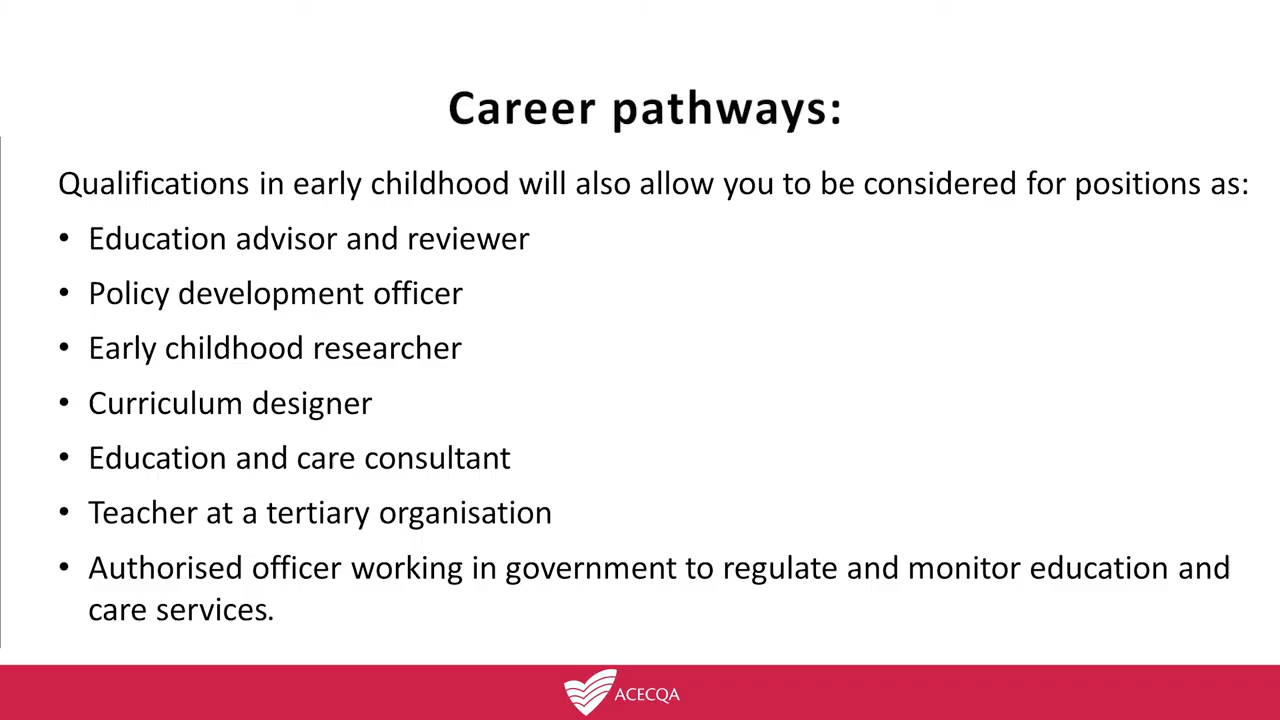 Career pathways:
Qualifications in early childhood will also allow you to be considered for positions as:
• Education advisor and reviewer
• Policy development officer
• Early childhood researcher
• Curriculum designer
• Education and care consultant
• Teacher at a tertiary organisation
• Authorised officer working in government to regulate and monitor education and
care services.
ACECQA